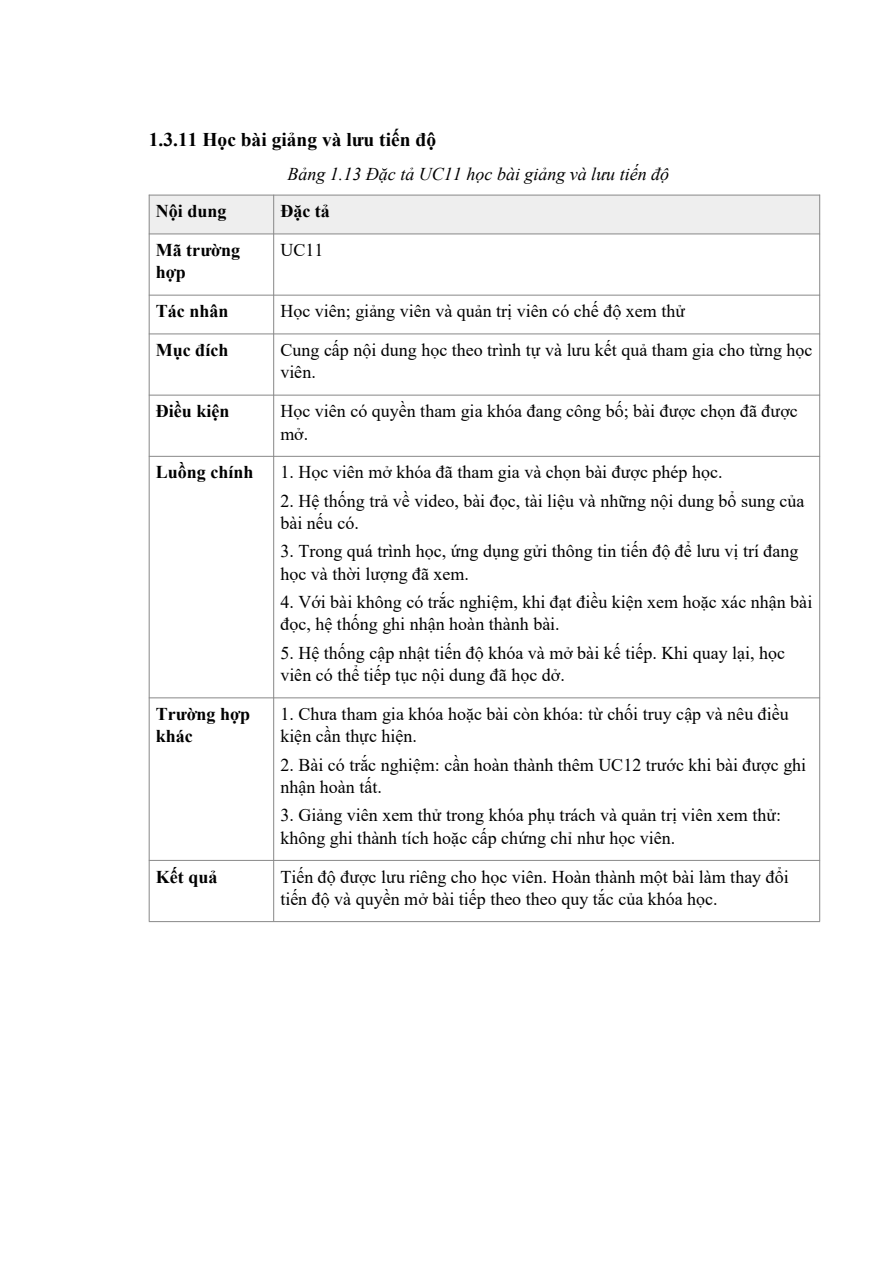 1.3.11 Học bài giảng và lưu tiến độ
Bảng 1.13 Đặc tả UC11 học bài giảng và lưu tiến độ
Nội dung
Đặc tả
Mã trường
hợp
UC11
Tác nhân
Học viên; giảng viên và quản trị viên có chế độ xem thử
Mục đích
Cung cấp nội dung học theo trình tự và lưu kết quả tham gia cho từng học
viên.
Điều kiện
Học viên có quyền tham gia khóa đang công bố; bài được chọn đã được
mở.
Luồng chính
1. Học viên mở khóa đã tham gia và chọn bài được phép học.
2. Hệ thống trả về video, bài đọc, tài liệu và những nội dung bổ sung của
bài nếu có.
3. Trong quá trình học, ứng dụng gửi thông tin tiến độ để lưu vị trí đang
học và thời lượng đã xem.
4. Với bài không có trắc nghiệm, khi đạt điều kiện xem hoặc xác nhận bài
đọc, hệ thống ghi nhận hoàn thành bài.
5. Hệ thống cập nhật tiến độ khóa và mở bài kế tiếp. Khi quay lại, học
viên có thể tiếp tục nội dung đã học dở.
Trường hợp
khác
1. Chưa tham gia khóa hoặc bài còn khóa: từ chối truy cập và nêu điều
kiện cần thực hiện.
2. Bài có trắc nghiệm: cần hoàn thành thêm UC12 trước khi bài được ghi
nhận hoàn tất.
3. Giảng viên xem thử trong khóa phụ trách và quản trị viên xem thử:
không ghi thành tích hoặc cấp chứng chỉ như học viên.
Kết quả
Tiến độ được lưu riêng cho học viên. Hoàn thành một bài làm thay đổi
tiến độ và quyền mở bài tiếp theo theo quy tắc của khóa học.